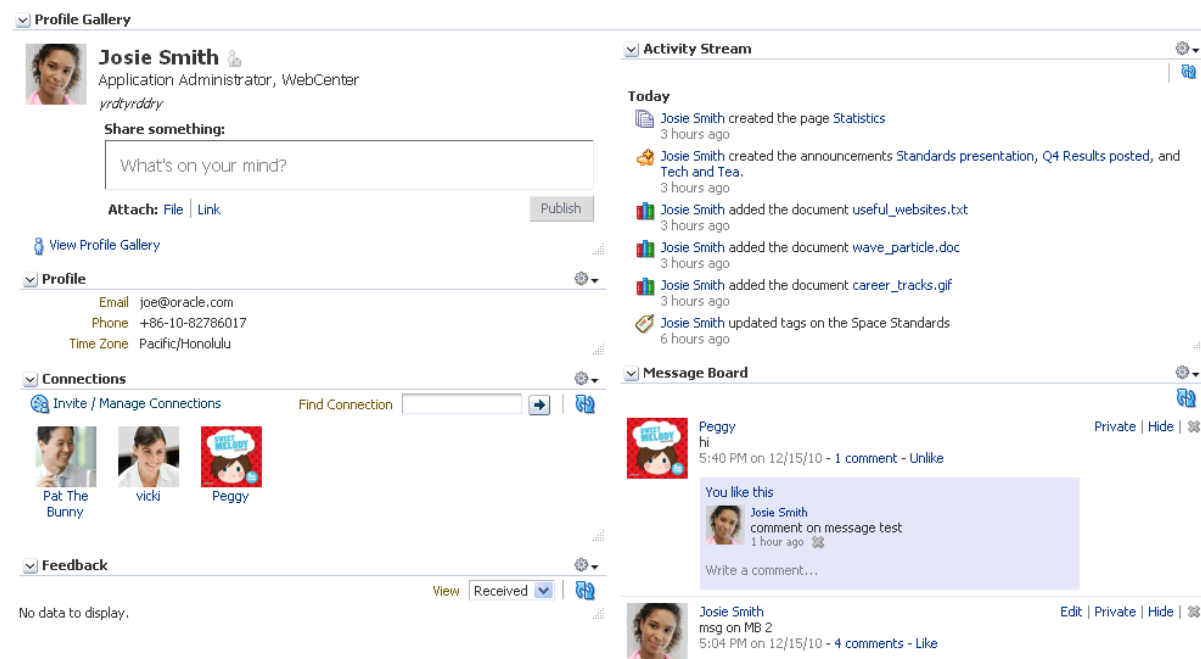 Profile Gallery
Josie Smith
Application Administrator, WebCenter
yrdtyrddry
Share something:
What's on your mind?
Attach: File | Link
Publish
View Profile Gallery
Profile
Email joe@oracle.com
Phone +86-10-82786017
Time Zone Pacific/Honolulu
Connections
Invite / Manage Connections
Find Connection
Pat The
Bunny
vicki
SWEET
MELODY
Peggy
Feedback
View Received
No data to display.
Activity Stream
Today
Josie Smith created the page Statistics
3 hours ago
Josie Smith created the announcements Standards presentation, Q4 Results posted, and
Tech and Tea.
3 hours ago
Josie Smith added the document useful_websites.txt
3 hours ago
Josie Smith added the document wave_particle.doc
3 hours ago
Josie Smith added the document career_tracks.gif
3 hours ago
Josie Smith updated tags on the Space Standards
6 hours ago
Message Board
SWEET
MELODY
Peggy
Private | Hide |
hi
5:40 PM on 12/15/10 - 1 comment - Unlike
You like this
Josie Smith
comment on message test
1 hour ago
Write a comment...
Josie Smith
Edit | Private | Hide |
msg on MB 2
5:04 PM on 12/15/10 - 4 comments - Like